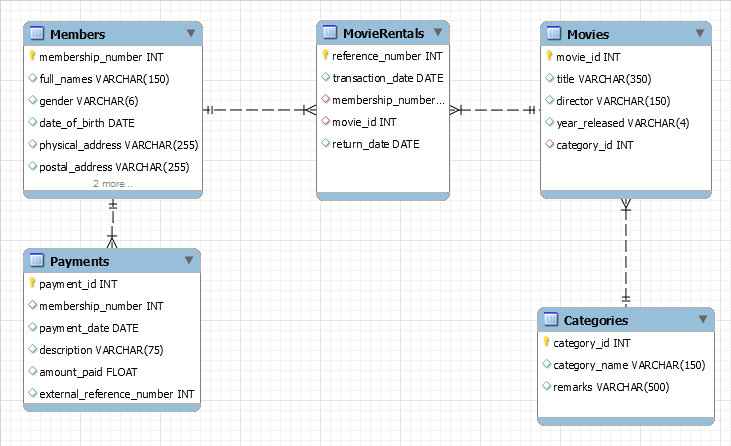 Members
membership_number INT
full_names VARCHAR(150)
gender VARCHAR(6)
date_of_birth DATE
physical_address VARCHAR(255)
postal_address VARCHAR(255)
2 more...
MovieRentals
reference_number INT
transaction_date DATE
membership_number...
movie_id INT
return_date DATE
Movies
movie_id INT
title VARCHAR(350)
director VARCHAR(150)
year_released VARCHAR(4)
category_id INT
Payments
payment_id INT
membership_number INT
payment_date DATE
description VARCHAR(75)
amount_paid FLOAT
external_reference_number INT
Categories
category_id INT
category_name VARCHAR(150)
remarks VARCHAR(500)